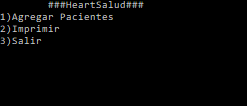 ###HeartSalud###
1)Agregar Pacientes
2)Imprimir
3)Salir